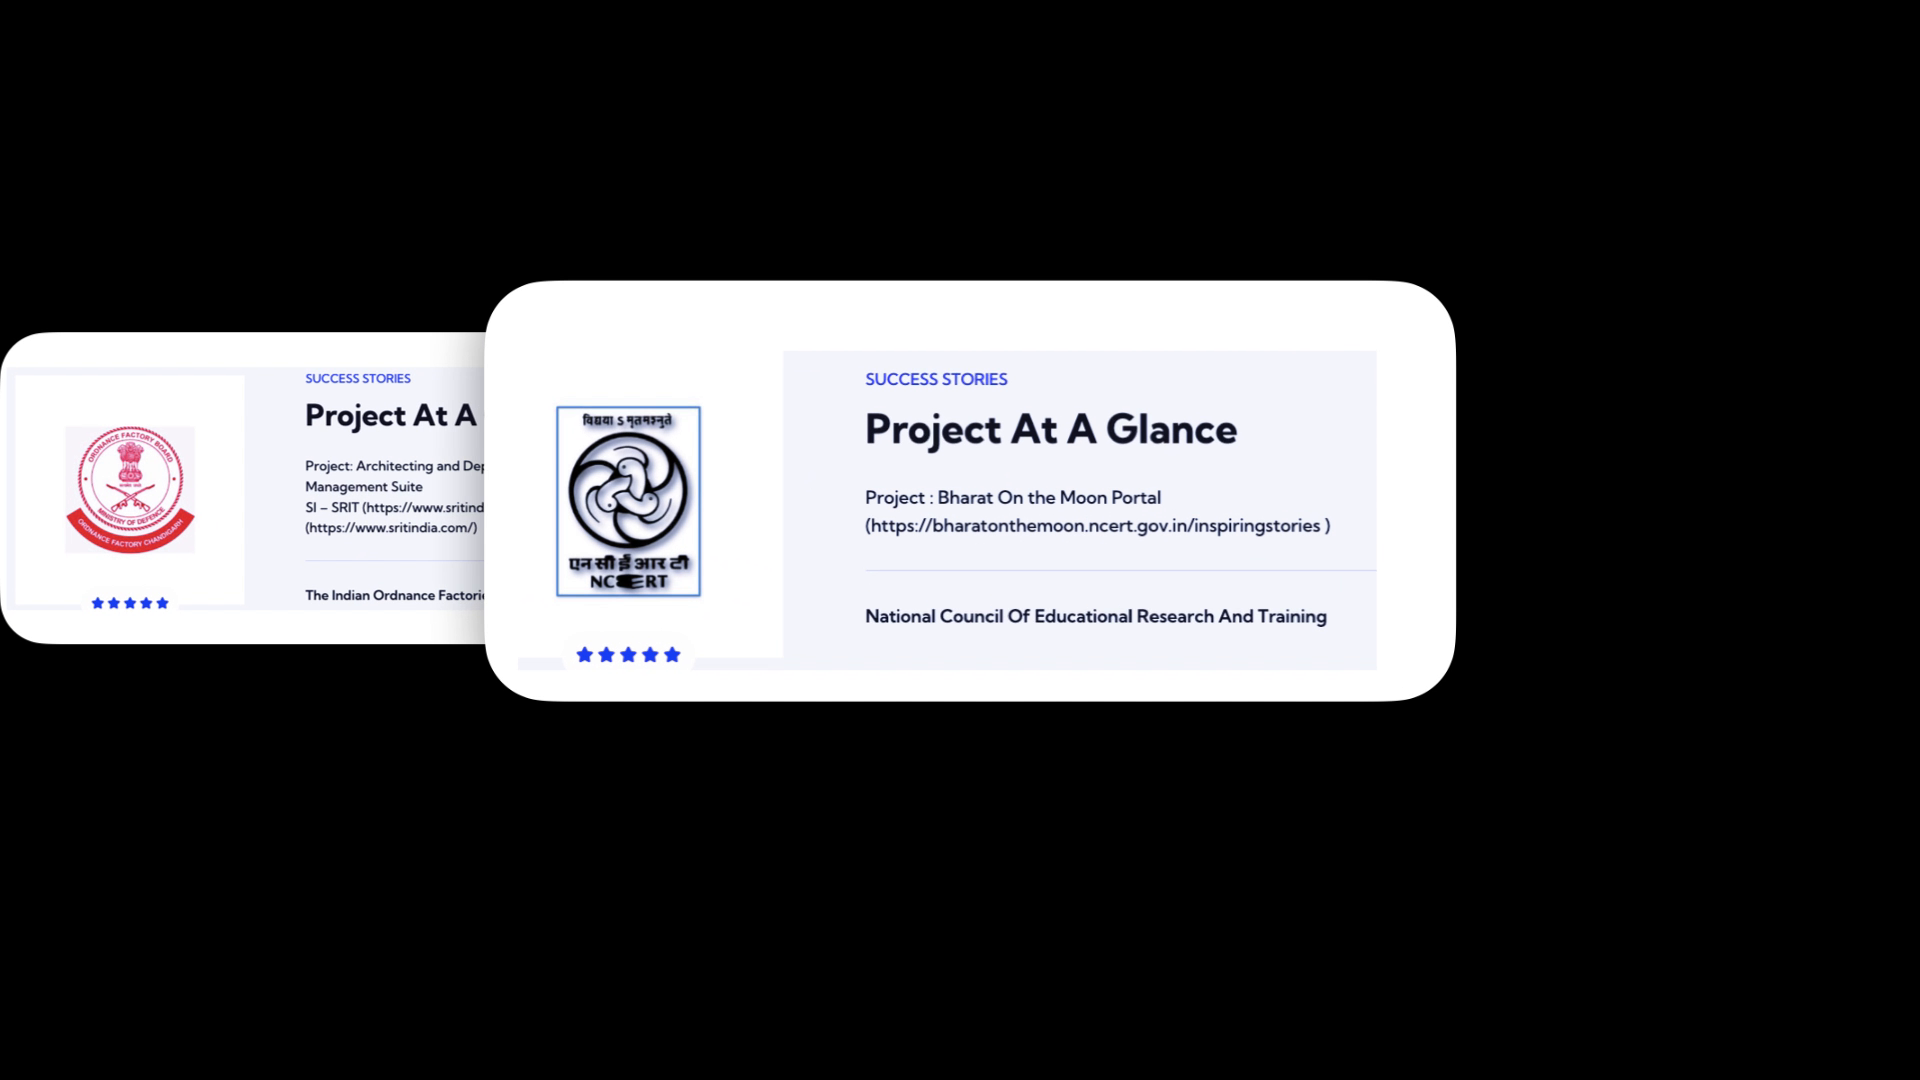 SUCCESS STORIES
Project At A
Project: Architecting and Dep
Management Suite
SI – SRIT (https://www.sritind
(https://www.sritindia.com/)
The Indian Ordnance Factorie
ORDNANCE FACTORY BOARD
MINISTRY OF DEFENCE
ORDNANCE FACTORY CHANDIGARH
SUCCESS STORIES
Project At A Glance
Project : Bharat On the Moon Portal
(https://bharatonthemoon.ncert.gov.in/inspiringstories )
National Council Of Educational Research And Training
विद्यया ऽ मृतमश्नुते
एन सी ई आर टी
NCERT